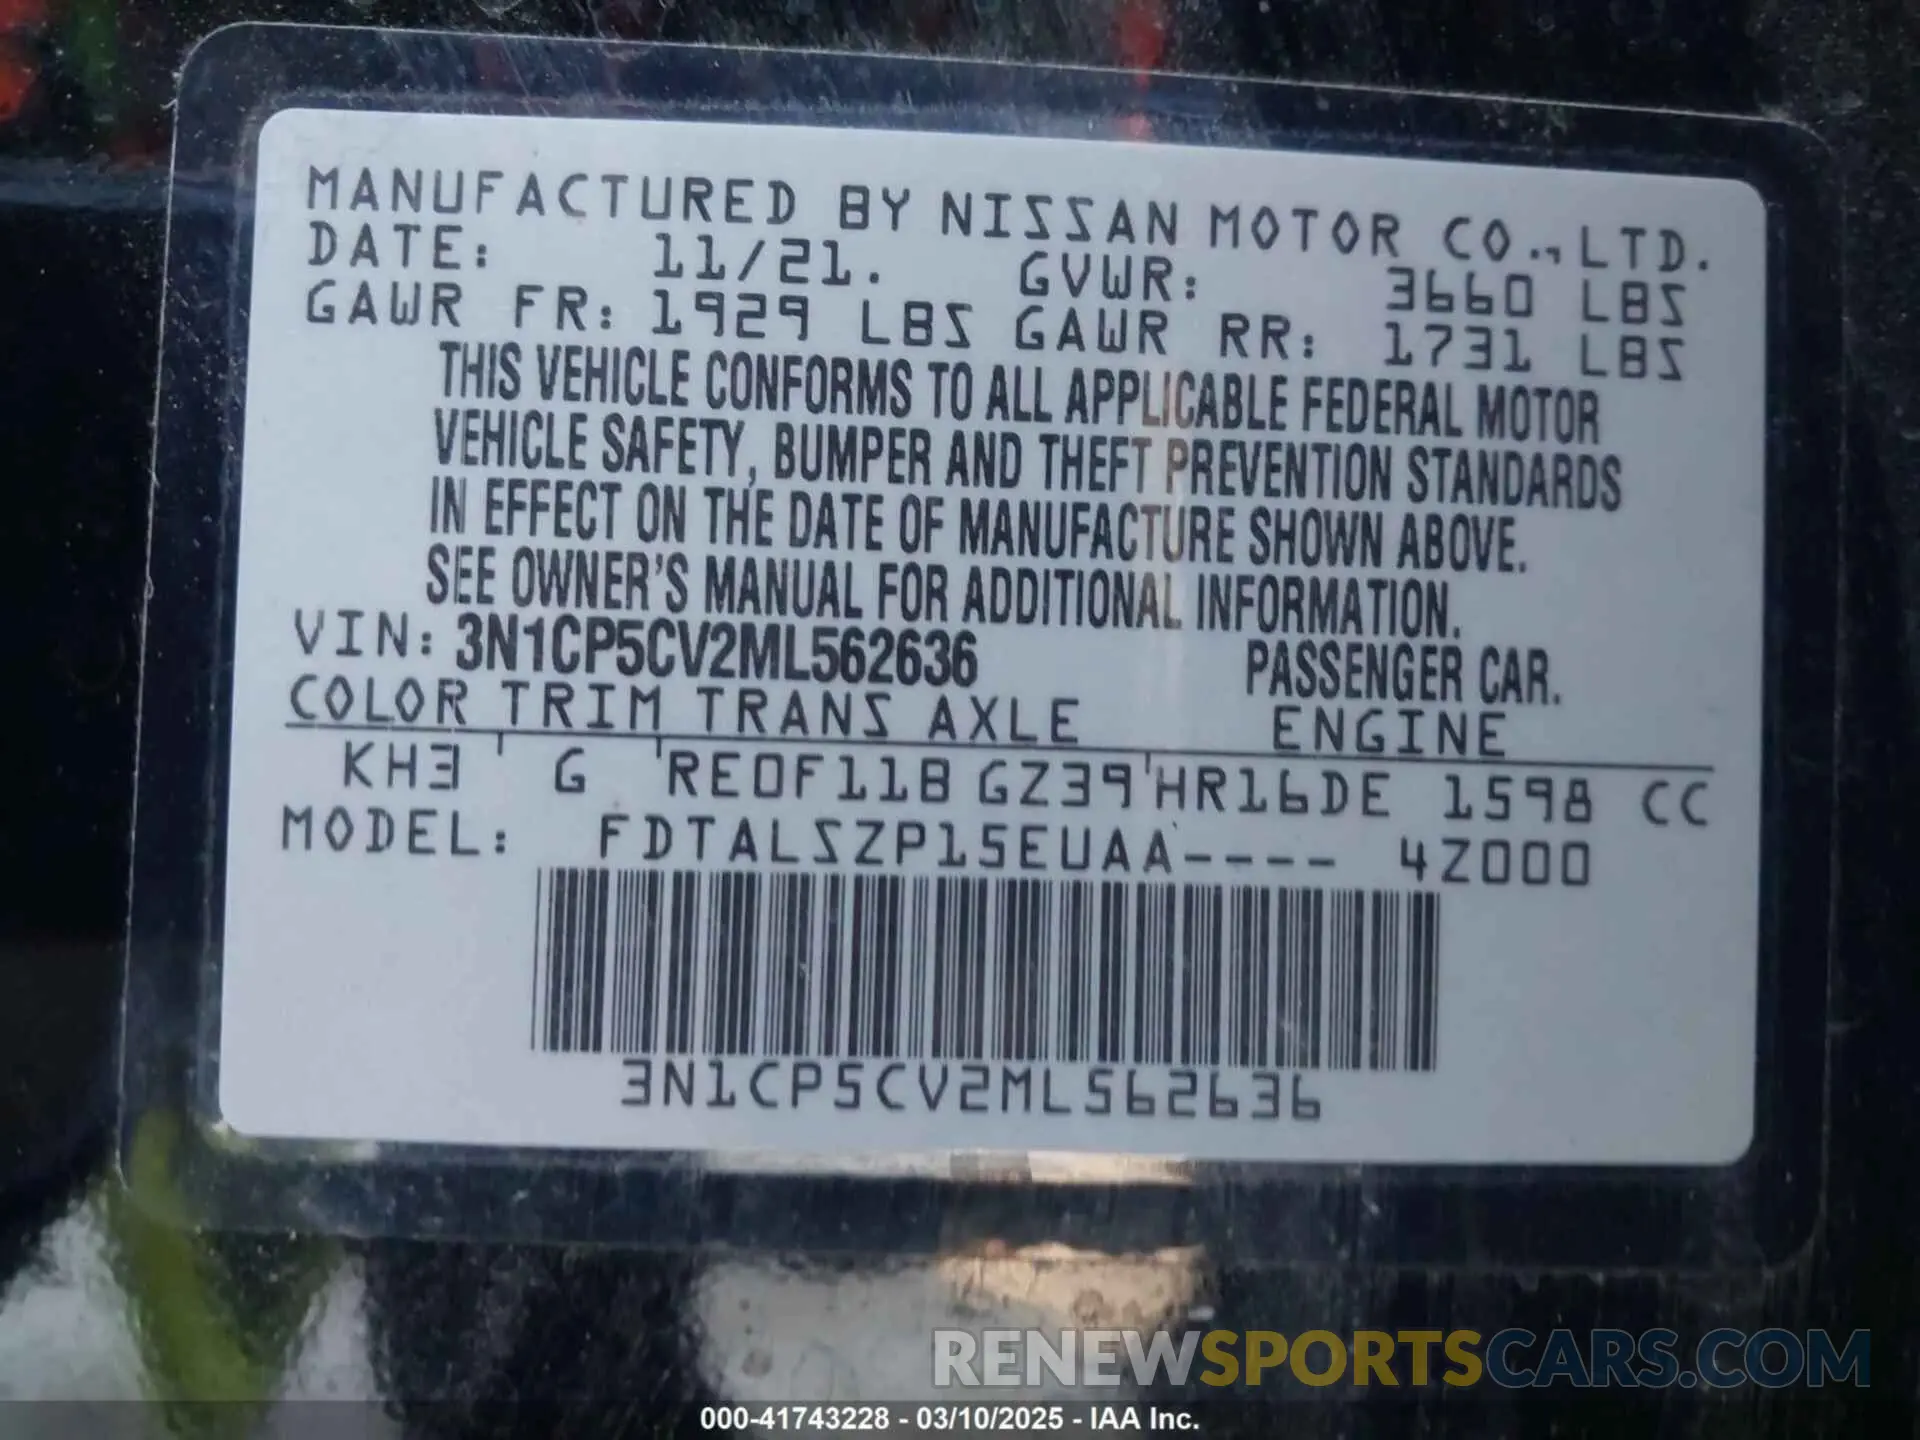 MANUFACTURED BY NISSAN MOTOR CO.,LTD.
DATE: 11/21. GVWR: 3660 LBS
GAWR FR: 1929 LBS GAWR RR: 1731 LBS
THIS VEHICLE CONFORMS TO ALL APPLICABLE FEDERAL MOTOR
VEHICLE SAFETY, BUMPER AND THEFT PREVENTION STANDARDS
IN EFFECT ON THE DATE OF MANUFACTURE SHOWN ABOVE.
SEE OWNER'S MANUAL FOR ADDITIONAL INFORMATION.
VIN: 3N1CP5CV2ML562636 PASSENGER CAR.
COLOR TRIM TRANS AXLE ENGINE
KH3 G RE0F11B GZ39 HR16DE 1598 CC
MODEL: FDTALSZP15EUAA---- 4Z000
3N1CP5CV2ML562636
RENEWSPORTSCARS.COM
000-41743228 - 03/10/2025 - IAA Inc.